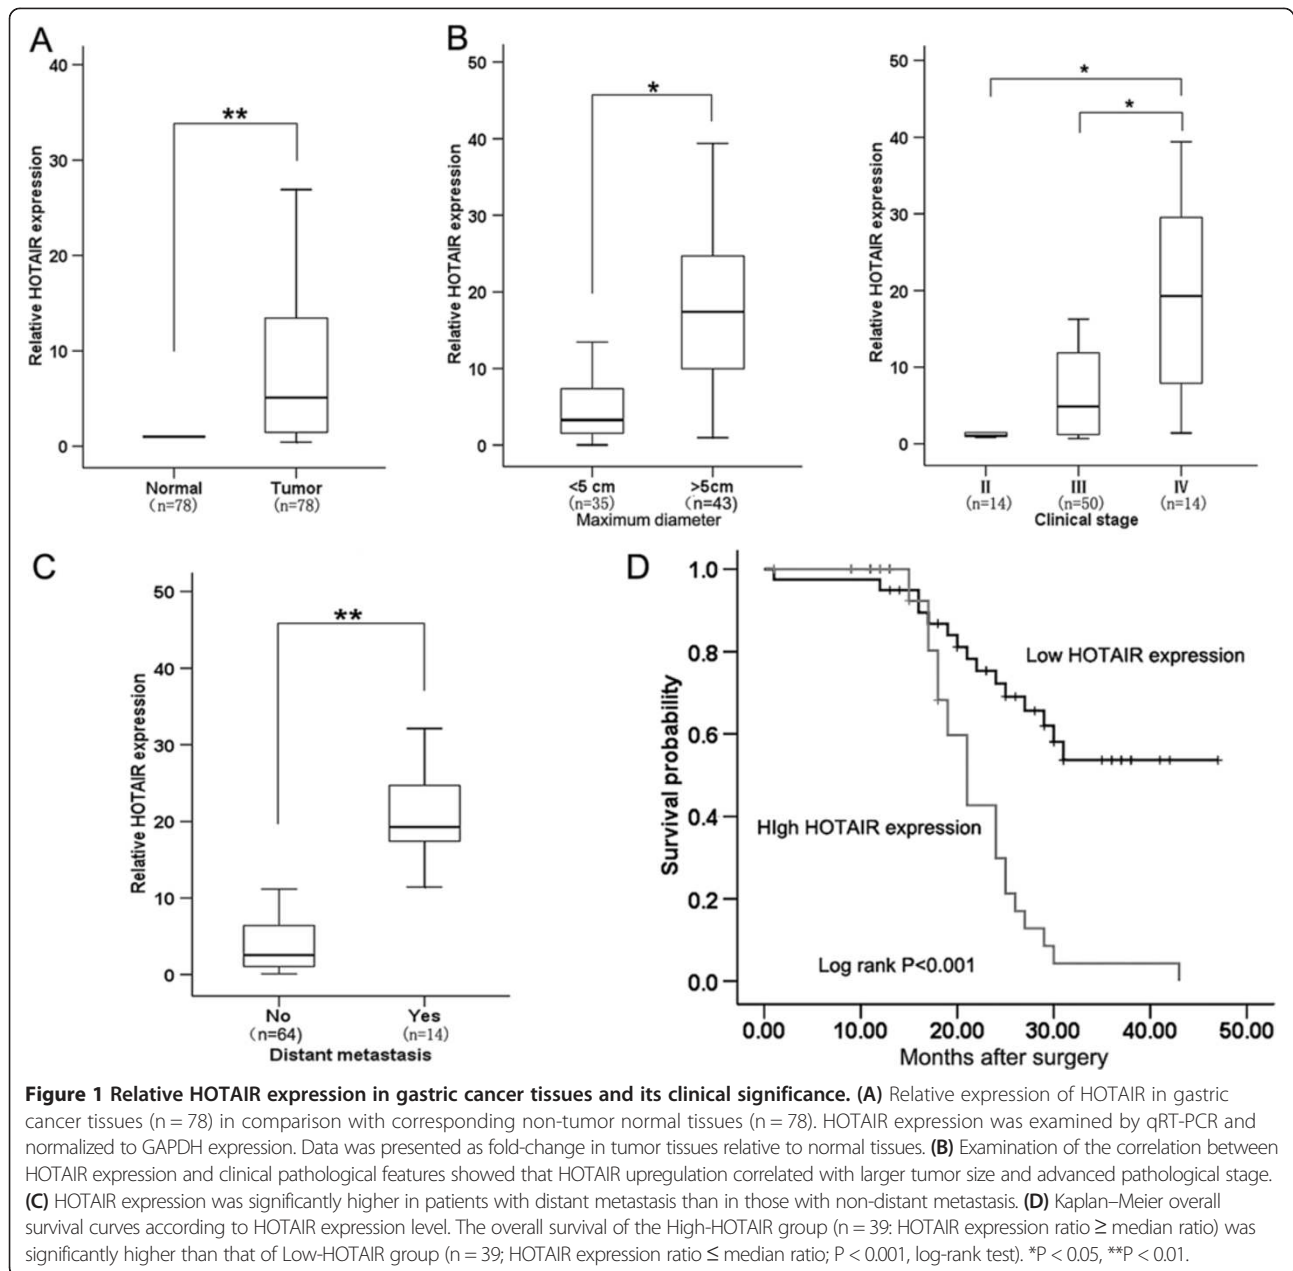 A
Relative HOTAIR expression
40
30
20
10
0
**
Normal
(n=78)
Tumor
(n=78)
B
Relative HOTAIR expression
50
40
30
20
10
0
*
<5 cm
(n=35)
>5cm
(n=43)
Maximum diameter
Relative HOTAIR expression
50
40
30
20
10
0
*
*
II
(n=14)
III
(n=50)
IV
(n=14)
Clinical stage
C
Relative HOTAIR expression
50
40
30
20
10
0
**
No
(n=64)
Yes
(n=14)
Distant metastasis
D
Survival probability
1.0
0.8
0.6
0.4
0.2
0.0
Low HOTAIR expression
HIgh HOTAIR expression
Log rank P<0.001
0.00 10.00 20.00 30.00 40.00 50.00
Months after surgery
Figure 1 Relative HOTAIR expression in gastric cancer tissues and its clinical significance. (A) Relative expression of HOTAIR in gastric
cancer tissues (n = 78) in comparison with corresponding non-tumor normal tissues (n = 78). HOTAIR expression was examined by qRT-PCR and
normalized to GAPDH expression. Data was presented as fold-change in tumor tissues relative to normal tissues. (B) Examination of the correlation between
HOTAIR expression and clinical pathological features showed that HOTAIR upregulation correlated with larger tumor size and advanced pathological stage.
(C) HOTAIR expression was significantly higher in patients with distant metastasis than in those with non-distant metastasis. (D) Kaplan–Meier overall
survival curves according to HOTAIR expression level. The overall survival of the High-HOTAIR group (n = 39: HOTAIR expression ratio ≥ median ratio) was
significantly higher than that of Low-HOTAIR group (n = 39; HOTAIR expression ratio ≤ median ratio; P < 0.001, log-rank test). *P < 0.05, **P < 0.01.